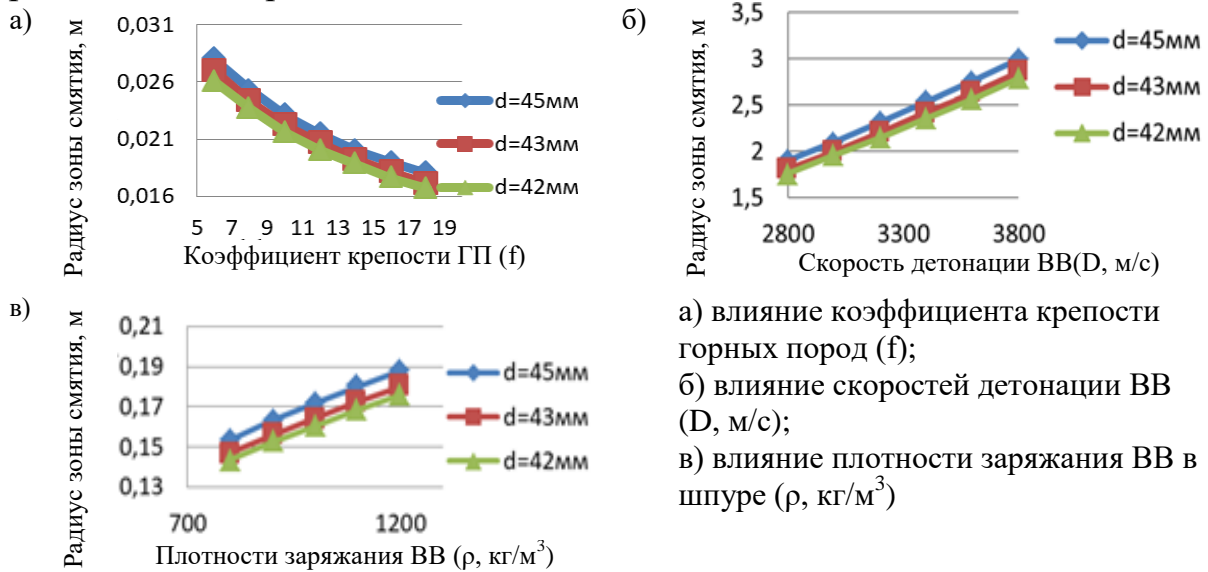 а)
Радиус зоны смятия, м
0,031
0,026
0,021
0,016
5 7 9 11 13 15 17 19
Коэффициент крепости ГП (f)
d=45мм
d=43мм
d=42мм
б)
Радиус зоны смятия, м
3,5
3
2,5
2
1,5
2800 3300 3800
Скорость детонации ВВ(D, м/с)
d=45мм
d=43мм
d=42мм
в)
Радиус зоны смятия, м
0,21
0,19
0,17
0,15
0,13
700 1200
Плотности заряжания ВВ (ρ, кг/м³)
d=45мм
d=43мм
d=42мм
а) влияние коэффициента крепости
горных пород (f);
б) влияние скоростей детонации ВВ
(D, м/с);
в) влияние плотности заряжания ВВ в
шпуре (ρ, кг/м³)